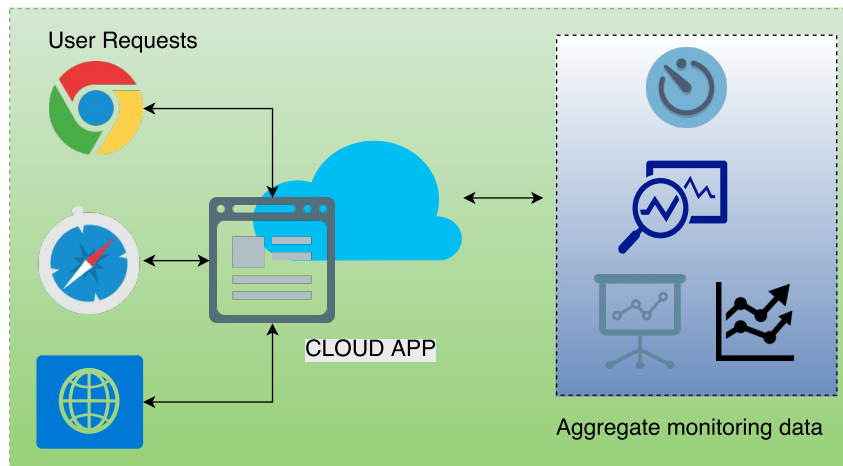 User Requests
CLOUD APP
Aggregate monitoring data